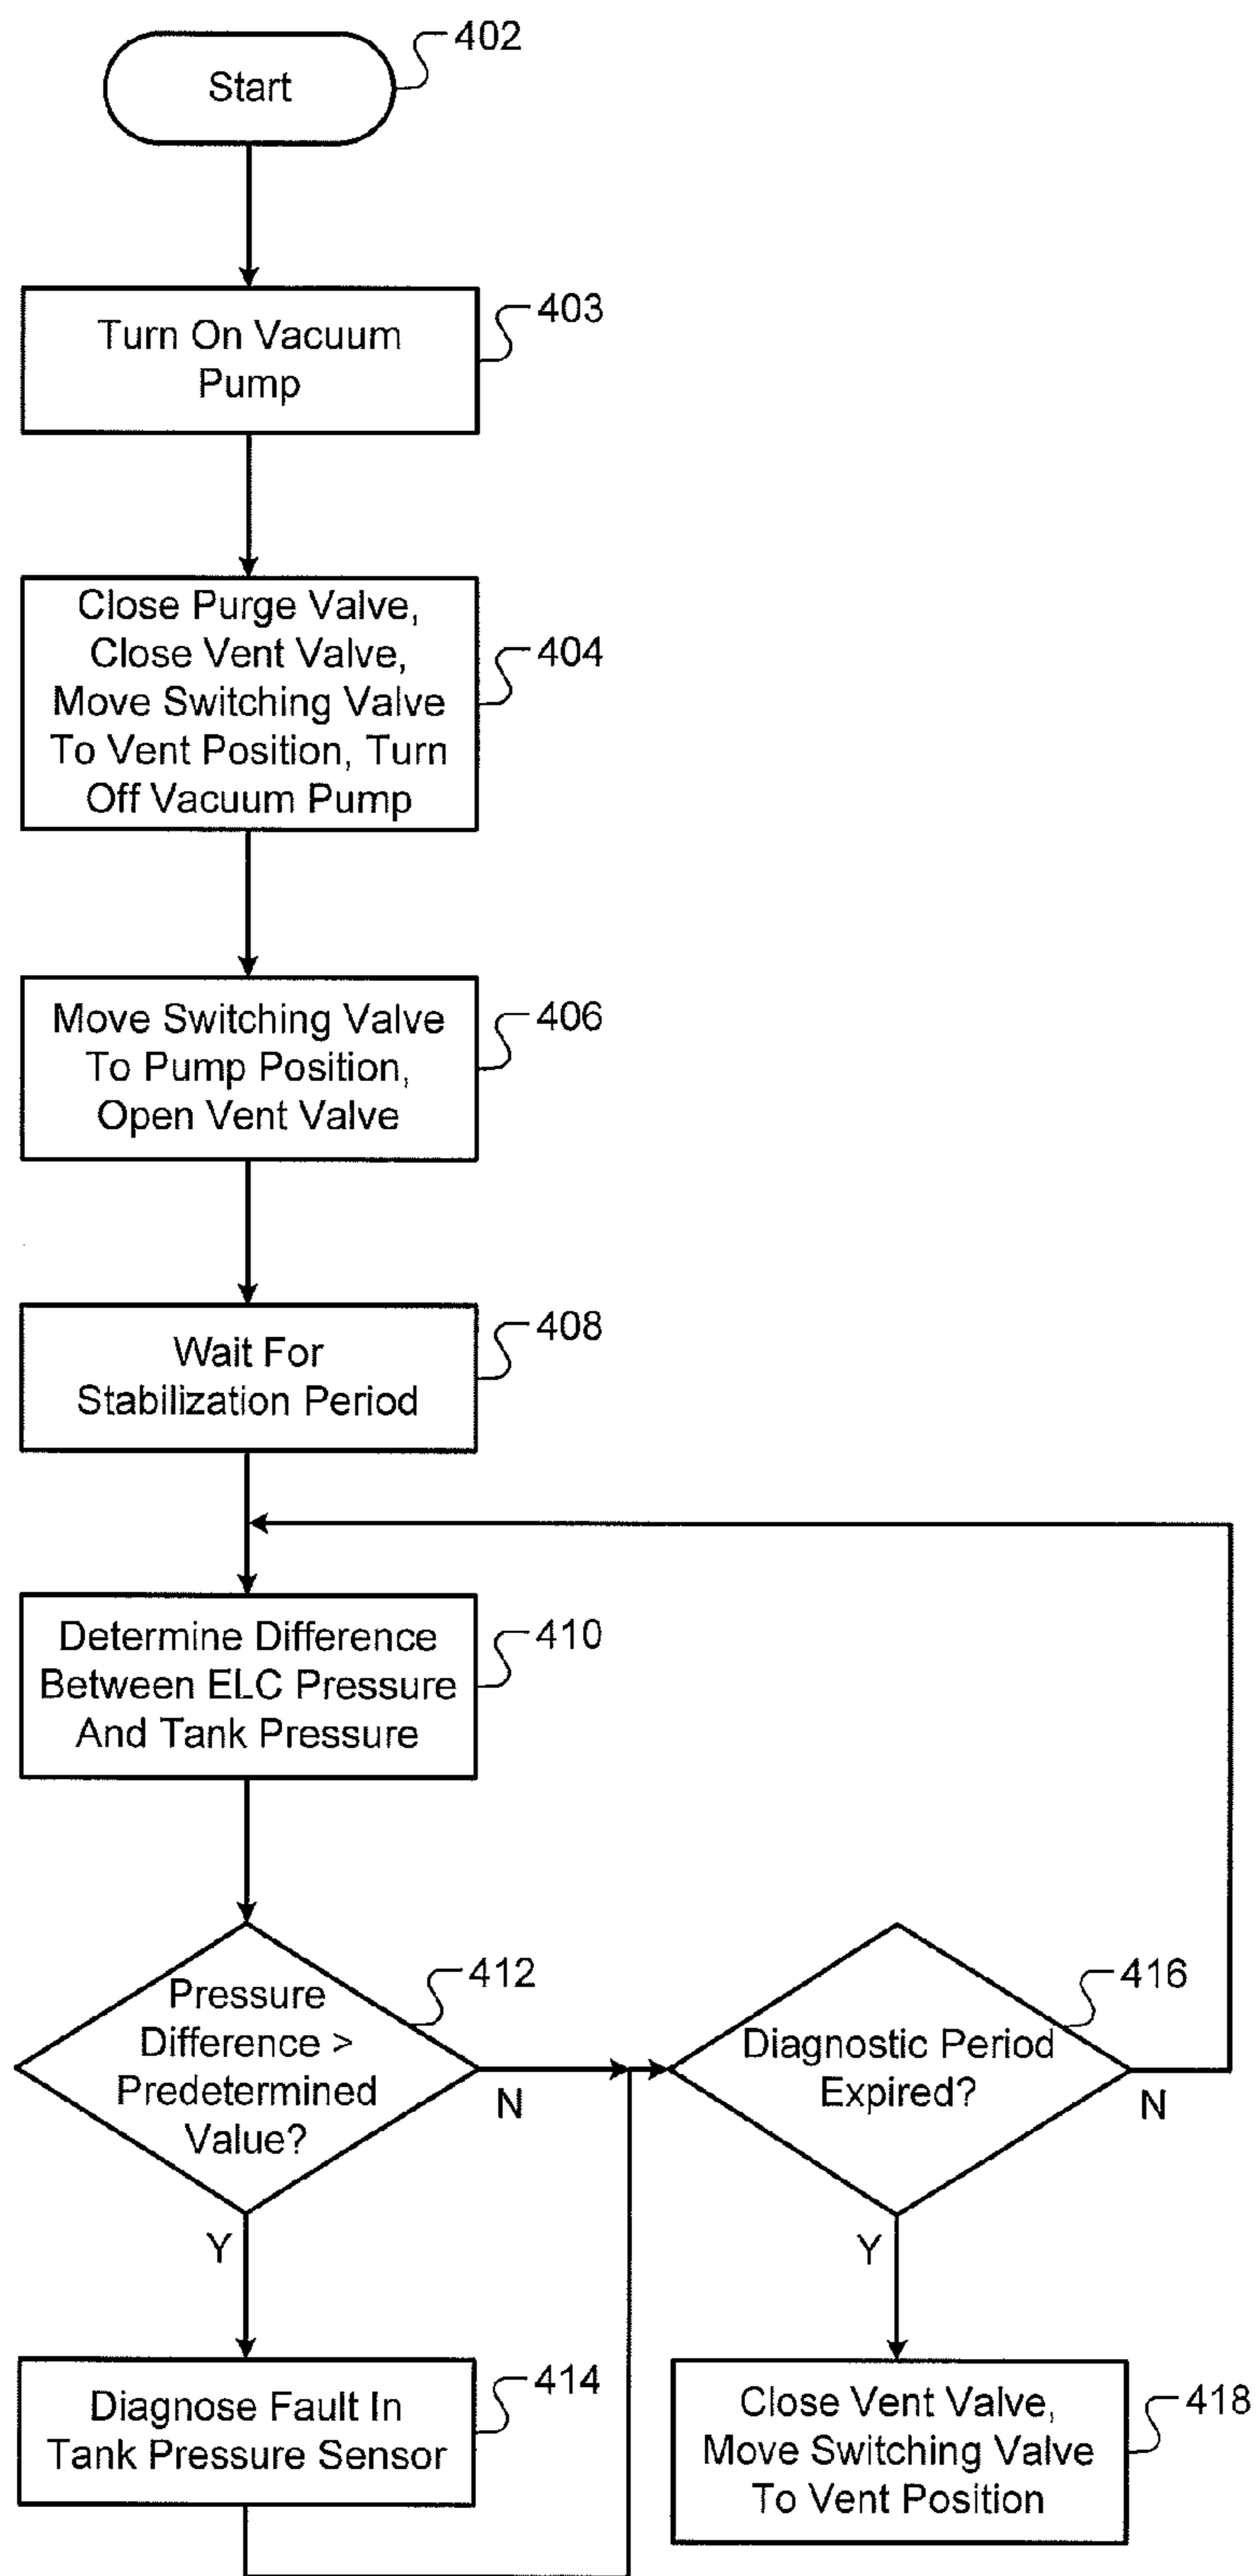 402
Start
403
Turn On Vacuum
Pump
404
Close Purge Valve,
Close Vent Valve,
Move Switching Valve
To Vent Position, Turn
Off Vacuum Pump
406
Move Switching Valve
To Pump Position,
Open Vent Valve
408
Wait For
Stabilization Period
410
Determine Difference
Between ELC Pressure
And Tank Pressure
412
Pressure
Difference >
Predetermined
Value?
N
Y
416
Diagnostic Period
Expired?
N
Y
414
Diagnose Fault In
Tank Pressure Sensor
418
Close Vent Valve,
Move Switching Valve
To Vent Position